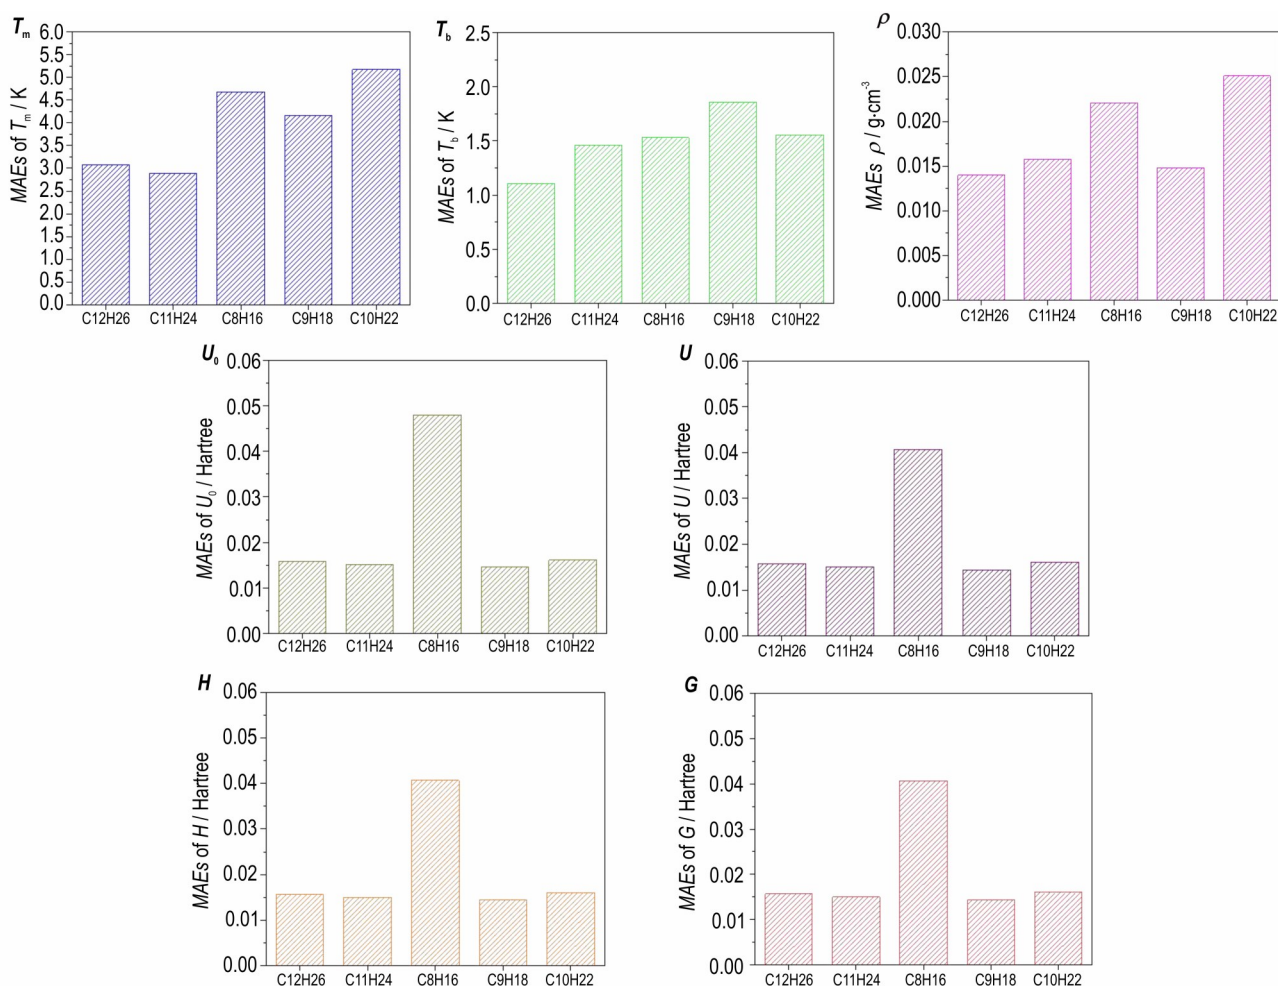 Tm
MAEs of Tm / K
6.0
5.5
5.0
4.5
4.0
3.5
3.0
2.5
2.0
1.5
1.0
0.5
0.0
C12H26 C11H24 C8H16 C9H18 C10H22
Tb
MAEs of Tb / K
2.5
2.0
1.5
1.0
0.5
0.0
C12H26 C11H24 C8H16 C9H18 C10H22
ρ
MAEs ρ / g·cm-3
0.030
0.025
0.020
0.015
0.010
0.005
0.000
C12H26 C11H24 C8H16 C9H18 C10H22
U0
MAEs of U0 / Hartree
0.06
0.05
0.04
0.03
0.02
0.01
0.00
C12H26 C11H24 C8H16 C9H18 C10H22
U
MAEs of U / Hartree
0.06
0.05
0.04
0.03
0.02
0.01
0.00
C12H26 C11H24 C8H16 C9H18 C10H22
H
MAEs of H / Hartree
0.06
0.05
0.04
0.03
0.02
0.01
0.00
C12H26 C11H24 C8H16 C9H18 C10H22
G
MAEs of G / Hartree
0.06
0.05
0.04
0.03
0.02
0.01
0.00
C12H26 C11H24 C8H16 C9H18 C10H22